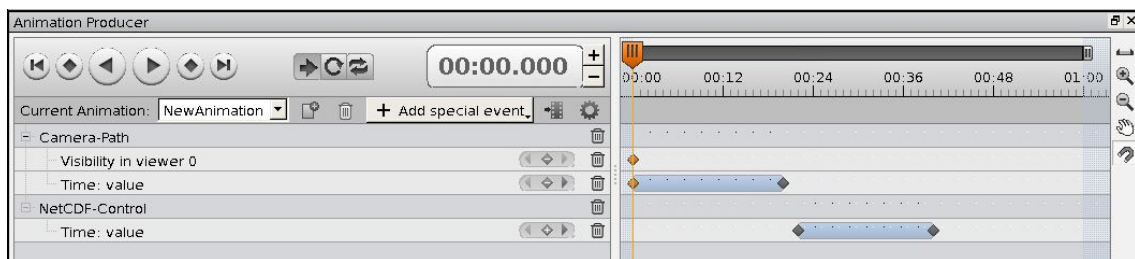 Animation Producer
00:00.000
+
−
00:00 00:12 00:24 00:36 00:48 01:00
Current Animation: NewAnimation + Add special event
Camera-Path
Visibility in viewer 0
Time: value
NetCDF-Control
Time: value